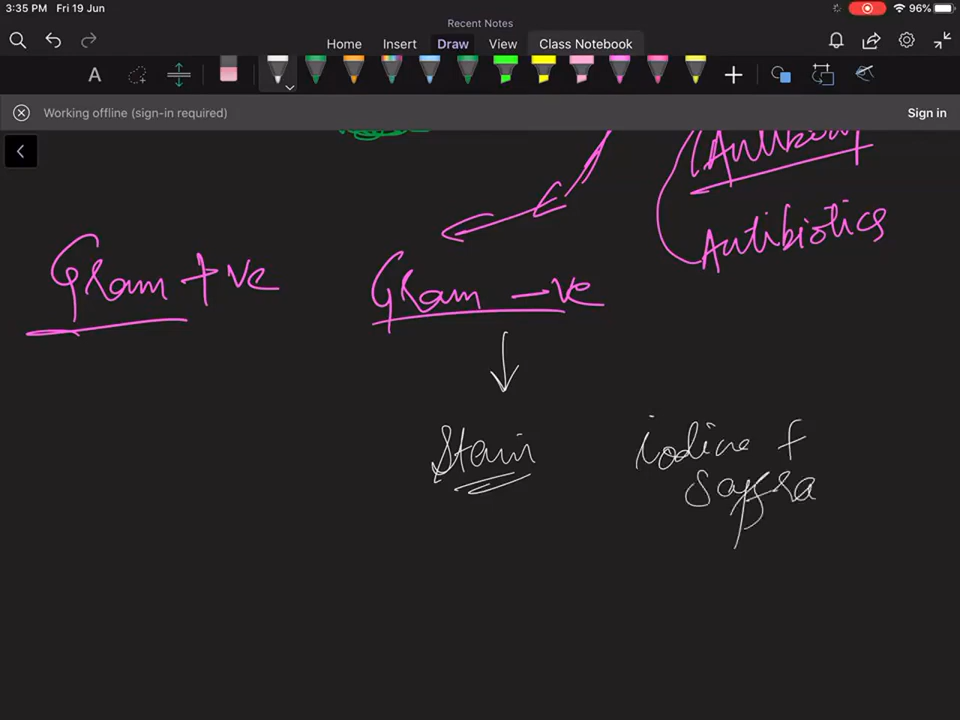 3:35 PM Fri 19 Jun
96%
Recent Notes
Home Insert Draw View Class Notebook
A
Working offline (sign-in required)
Sign in
Antibody
Antibiotics
Gram +ve
Gram -ve
Stain
iodine +
Saffra